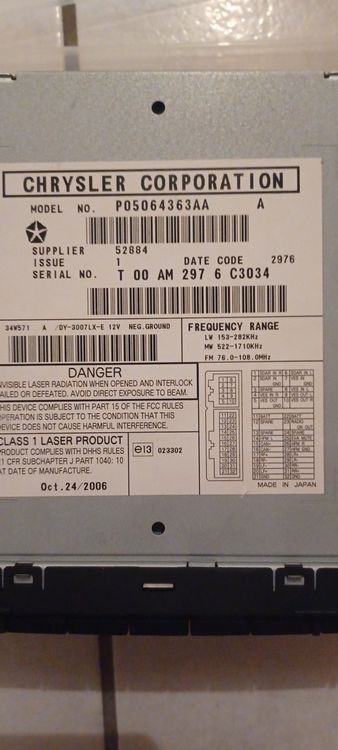 CHRYSLER CORPORATION
MODEL NO. P05064363AA A
SUPPLIER 52884
ISSUE 1 DATE CODE 2976
SERIAL NO. T 00 AM 297 6 C3034
34W571 A /DY-3007LX-E 12V NEG.GROUND
FREQUENCY RANGE
LW 153-282KHz
MW 522-1710KHz
FM 76.0-108.0MHz
DANGER
INVISIBLE LASER RADIATION WHEN OPENED AND INTERLOCK
FAILED OR DEFEATED. AVOID DIRECT EXPOSURE TO BEAM.
THIS DEVICE COMPLIES WITH PART 15 OF THE FCC RULES
OPERATION IS SUBJECT TO THE CONDITION THAT THIS
DEVICE DOES NOT CAUSE HARMFUL INTERFERENCE.
CLASS 1 LASER PRODUCT
PRODUCT COMPLIES WITH DHHS RULES
21 CFR SUBCHAPTER J PART 1040: 10
AT DATE OF MANUFACTURE.
e13 023302
Oct.24/2006
MADE IN JAPAN